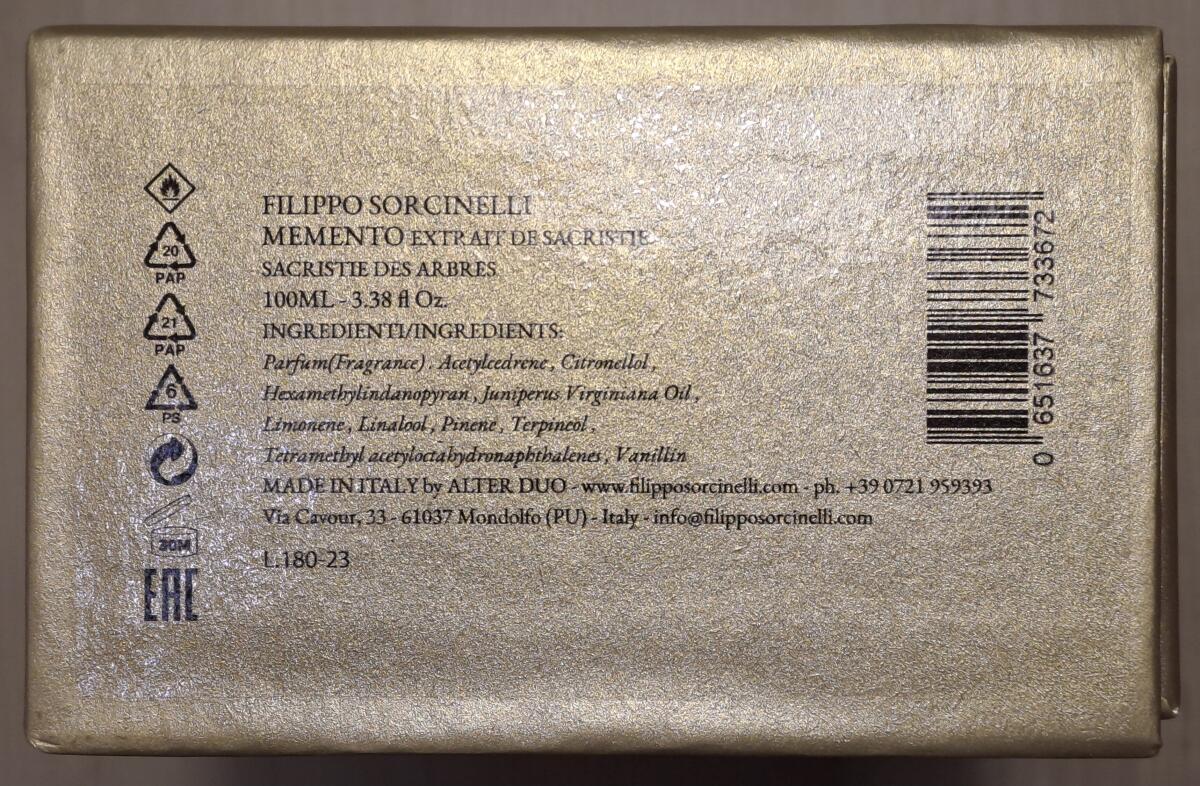 20
PAP
21
PAP
6
PS
30M
EAC
FILIPPO SORCINELLI
MEMENTO EXTRAIT DE SACRISTIE
SACRISTIE DES ARBRES
100ML - 3.38 fl Oz.
INGREDIENTI/INGREDIENTS:
Parfum(Fragrance) , Acetylcedrene , Citronellol ,
Hexamethylindanopyran , Juniperus Virginiana Oil ,
Limonene , Linalool , Pinene , Terpineol ,
Tetramethyl acetyloctahydronaphthalenes , Vanillin
MADE IN ITALY by ALTER DUO - www.filipposorcinelli.com - ph. +39 0721 959393
Via Cavour, 33 - 61037 Mondolfo (PU) - Italy - info@filipposorcinelli.com
L.180-23
0 651637 733672